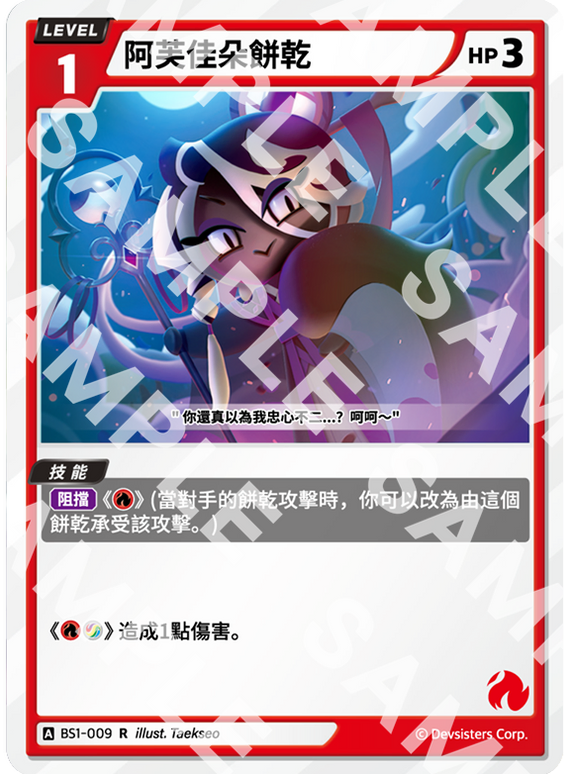 LEVEL
1
阿芙佳朵餅乾
HP 3
"你還真以為我忠心不二...? 呵呵~"
技能
阻擋 《 》(當對手的餅乾攻擊時,你可以改為由這個
餅乾承受該攻擊。)
《 》造成1點傷害。
A BS1-009 R illust. Taekseo
© Devsisters Corp.
SAMPLE SAMPLE SAMPLE SAMPLE